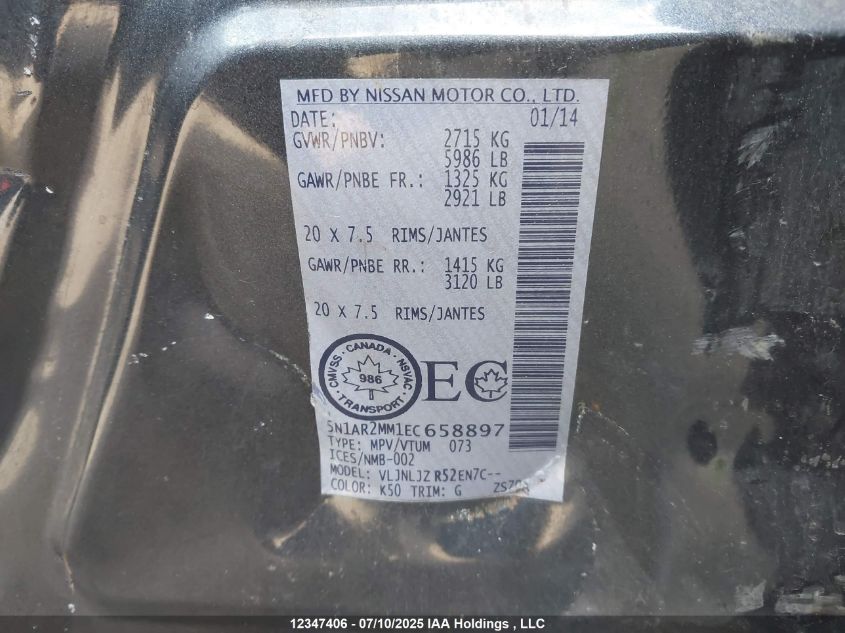 MFD BY NISSAN MOTOR CO., LTD.
DATE: 01/14
GVWR/PNBV: 2715 KG
5986 LB
GAWR/PNBE FR.: 1325 KG
2921 LB
20 X 7.5 RIMS/JANTES
GAWR/PNBE RR.: 1415 KG
3120 LB
20 X 7.5 RIMS/JANTES
CMVSS · CANADA · NSVAC
986
TRANSPORT
EC
5N1AR2MM1EC658897
TYPE: MPV/VTUM 073
ICES/NMB-002
MODEL: VLJNLJZ R52EN7C--
COLOR: K50 TRIM: G
12347406 - 07/10/2025 IAA Holdings , LLC